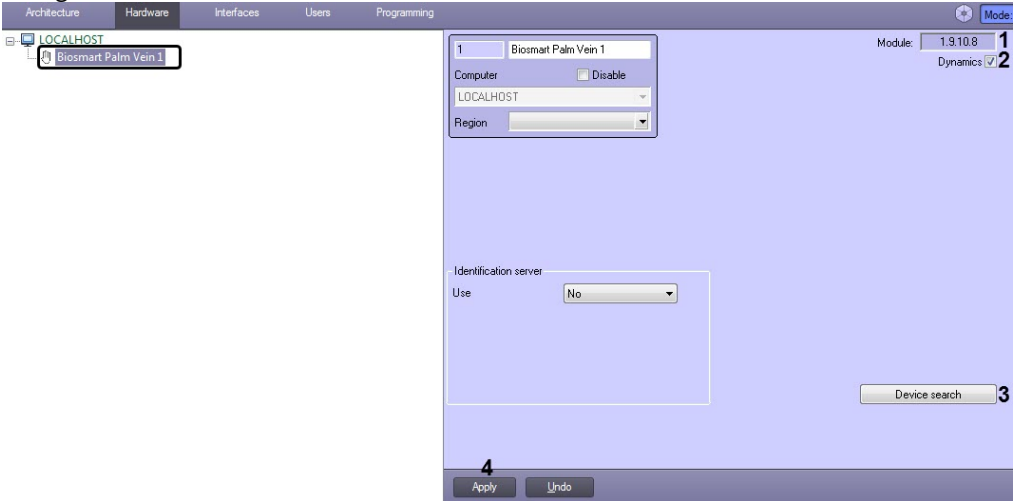 Architecture Hardware Interfaces Users Programming Mode:
LOCALHOST
Biosmart Palm Vein 1
1 Biosmart Palm Vein 1
Computer Disable
LOCALHOST
Region
Module: 1.9.10.8 1
Dynamics 2
Identification server
Use No
Device search 3
4
Apply Undo